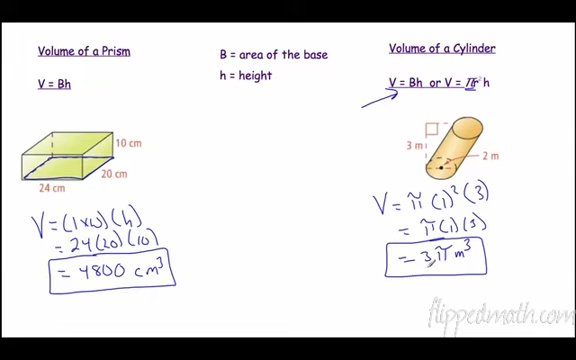 Volume of a Prism
V = Bh
B = area of the base
h = height
Volume of a Cylinder
V = Bh or V = πr² h
10 cm
20 cm
24 cm
V = (l x w)(h)
= 24(20)(10)
= 4800 cm³
3 m
2 m
V = π(1)²(3)
= π(1)(3)
= 3π m³
flippedmath.com